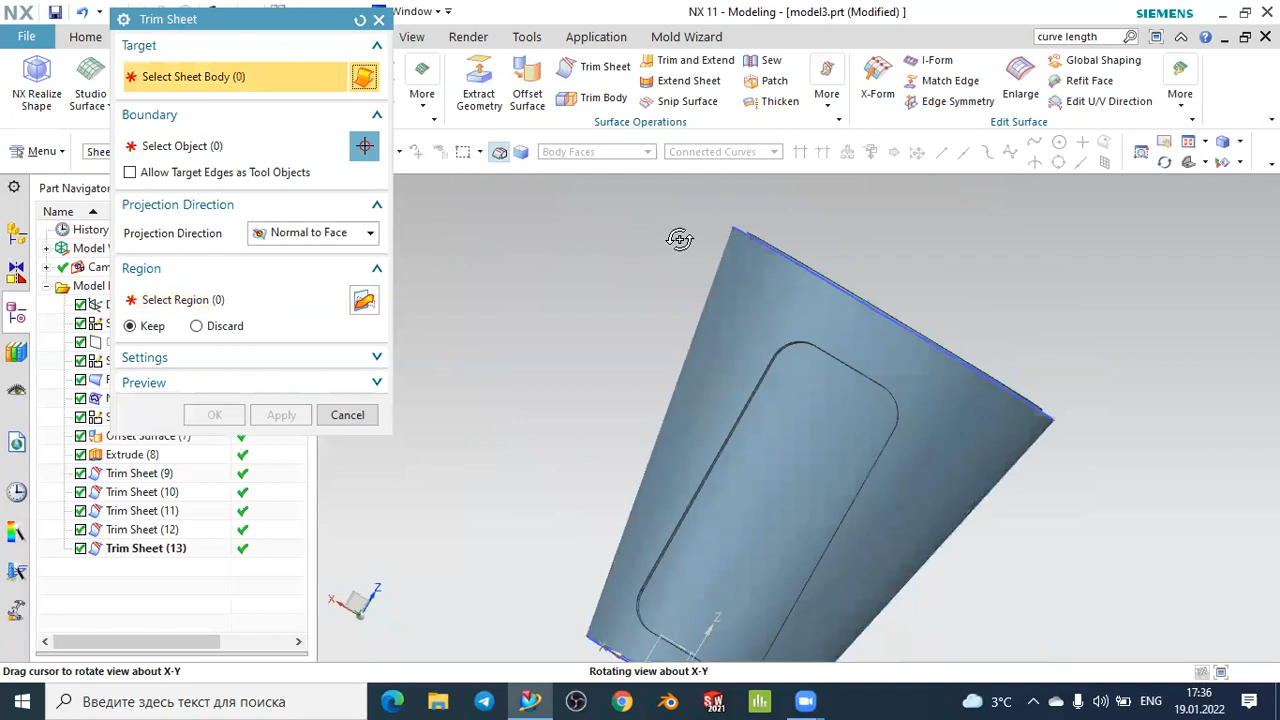 Window
NX 11 - Modeling - [model3.prt (Modified) ]
SIEMENS
Trim Sheet
File
Home
View
Render
Tools
Application
Mold Wizard
curve length
NX Realize Shape
Studio Surface
More
Extract Geometry
Offset Surface
Trim Sheet
Trim Body
Trim and Extend
Extend Sheet
Snip Surface
Sew
Patch
Thicken
More
Surface Operations
X-Form
I-Form
Match Edge
Edge Symmetry
Enlarge
Global Shaping
Refit Face
Edit U/V Direction
More
Edit Surface
Menu
Body Faces
Connected Curves
Target
Select Sheet Body (0)
Boundary
Select Object (0)
Allow Target Edges as Tool Objects
Projection Direction
Projection Direction
Normal to Face
Region
Select Region (0)
Keep
Discard
Settings
Preview
OK
Apply
Cancel
Part Navigator
Name
Offset Surface (7)
Extrude (8)
Trim Sheet (9)
Trim Sheet (10)
Trim Sheet (11)
Trim Sheet (12)
Trim Sheet (13)
X
Z
Z
Drag cursor to rotate view about X-Y
Rotating view about X-Y
Введите здесь текст для поиска
3°C
ENG
17:36
19.01.2022